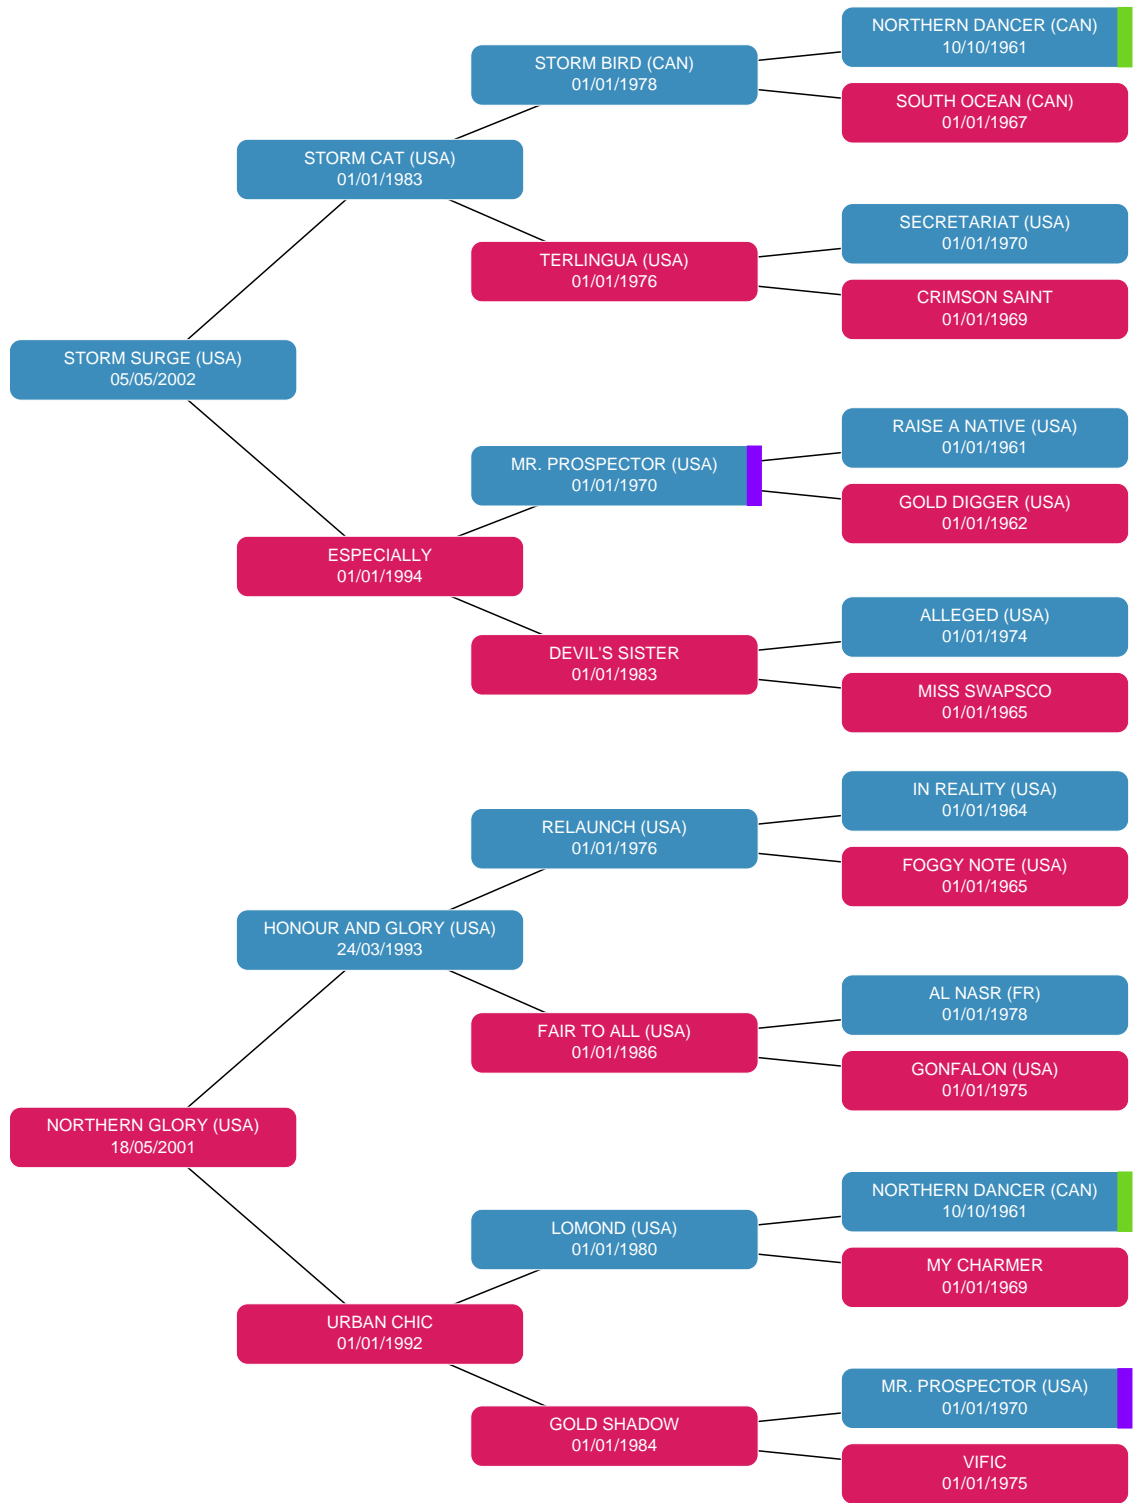 NORTHERN DANCER (CAN)
10/10/1961
STORM BIRD (CAN)
01/01/1978
SOUTH OCEAN (CAN)
01/01/1967
STORM CAT (USA)
01/01/1983
SECRETARIAT (USA)
01/01/1970
TERLINGUA (USA)
01/01/1976
CRIMSON SAINT
01/01/1969
STORM SURGE (USA)
05/05/2002
RAISE A NATIVE (USA)
01/01/1961
MR. PROSPECTOR (USA)
01/01/1970
GOLD DIGGER (USA)
01/01/1962
ESPECIALLY
01/01/1994
ALLEGED (USA)
01/01/1974
DEVIL'S SISTER
01/01/1983
MISS SWAPSCO
01/01/1965
IN REALITY (USA)
01/01/1964
RELAUNCH (USA)
01/01/1976
FOGGY NOTE (USA)
01/01/1965
HONOUR AND GLORY (USA)
24/03/1993
AL NASR (FR)
01/01/1978
FAIR TO ALL (USA)
01/01/1986
GONFALON (USA)
01/01/1975
NORTHERN GLORY (USA)
18/05/2001
NORTHERN DANCER (CAN)
10/10/1961
LOMOND (USA)
01/01/1980
MY CHARMER
01/01/1969
URBAN CHIC
01/01/1992
MR. PROSPECTOR (USA)
01/01/1970
GOLD SHADOW
01/01/1984
VIFIC
01/01/1975